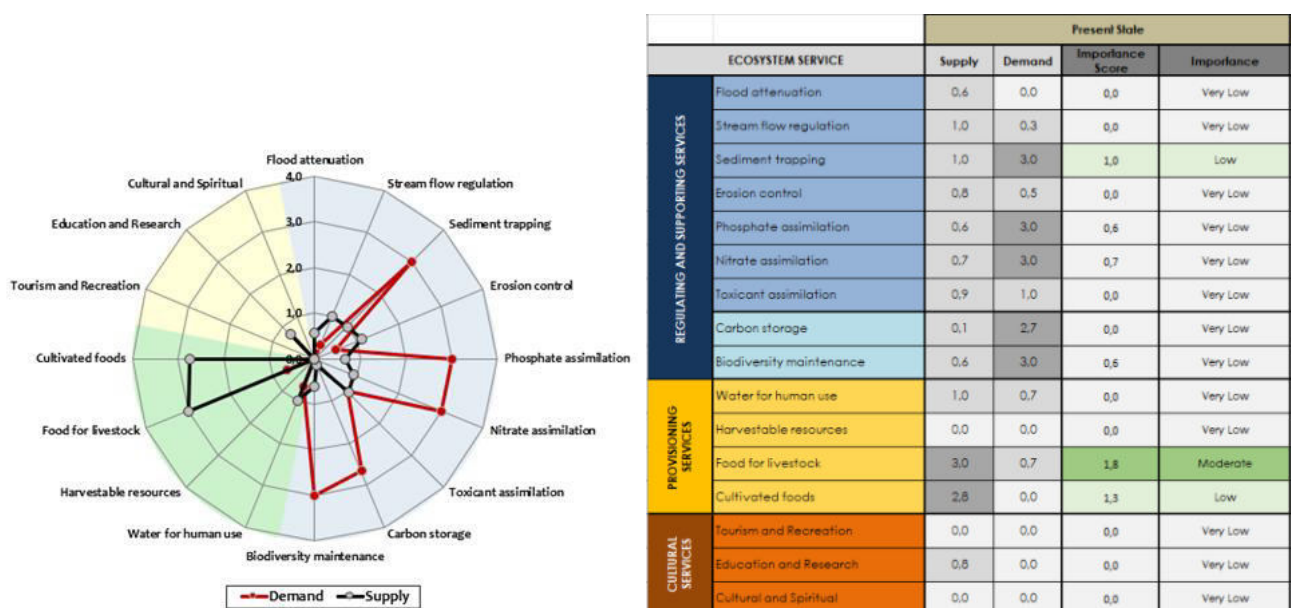 Flood attenuation
Cultural and Spiritual
4,0
Stream flow regulation
Education and Research
3,0
Sediment trapping
2,0
Tourism and Recreation
1,0
Erosion control
Cultivated foods
0,0
Phosphate assimilation
Food for livestock
Nitrate assimilation
Harvestable resources
Toxicant assimilation
Water for human use
Carbon storage
Biodiversity maintenance
Demand Supply
Present State
ECOSYSTEM SERVICE Supply Demand Importance Score Importance
REGULATING AND SUPPORTING SERVICES
Flood attenuation 0,6 0,0 0,0 Very Low
Stream flow regulation 1,0 0,3 0,0 Very Low
Sediment trapping 1,0 3,0 1,0 Low
Erosion control 0,8 0,5 0,0 Very Low
Phosphate assimilation 0,6 3,0 0,6 Very Low
Nitrate assimilation 0,7 3,0 0,7 Very Low
Toxicant assimilation 0,9 1,0 0,0 Very Low
Carbon storage 0,1 2,7 0,0 Very Low
Biodiversity maintenance 0,6 3,0 0,6 Very Low
PROVISIONING SERVICES
Water for human use 1,0 0,7 0,0 Very Low
Harvestable resources 0,0 0,0 0,0 Very Low
Food for livestock 3,0 0,7 1,8 Moderate
Cultivated foods 2,8 0,0 1,3 Low
CULTURAL SERVICES
Tourism and Recreation 0,0 0,0 0,0 Very Low
Education and Research 0,8 0,0 0,0 Very Low
Cultural and Spiritual 0,0 0,0 0,0 Very Low